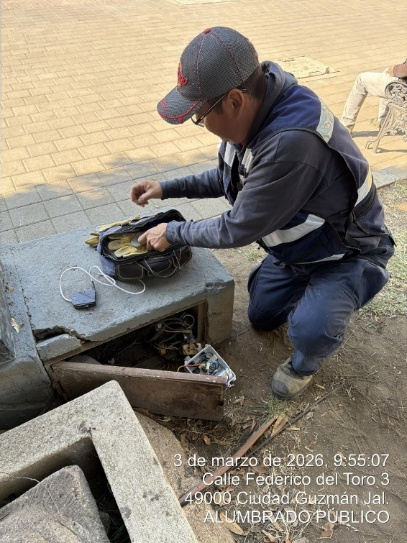 3 de marzo de 2026, 9:55:07
Calle Federico del Toro 3
49000 Ciudad Guzmán Jal.
ALUMBRADO PÚBLICO